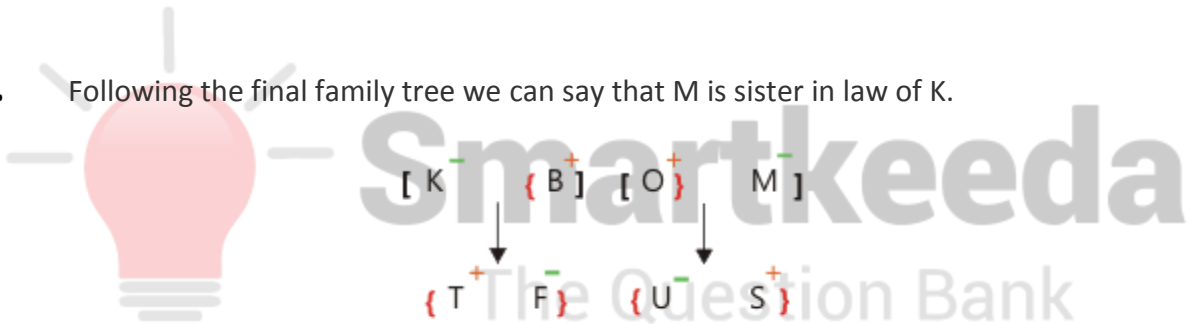 . Following the final family tree we can say that M is sister in law of K.
Smartkeeda
[ K⁻ { B⁺ ] [ O⁺ } M⁻ ]
{ T⁺ F⁻ } { U⁻ S⁺ }
The Question Bank